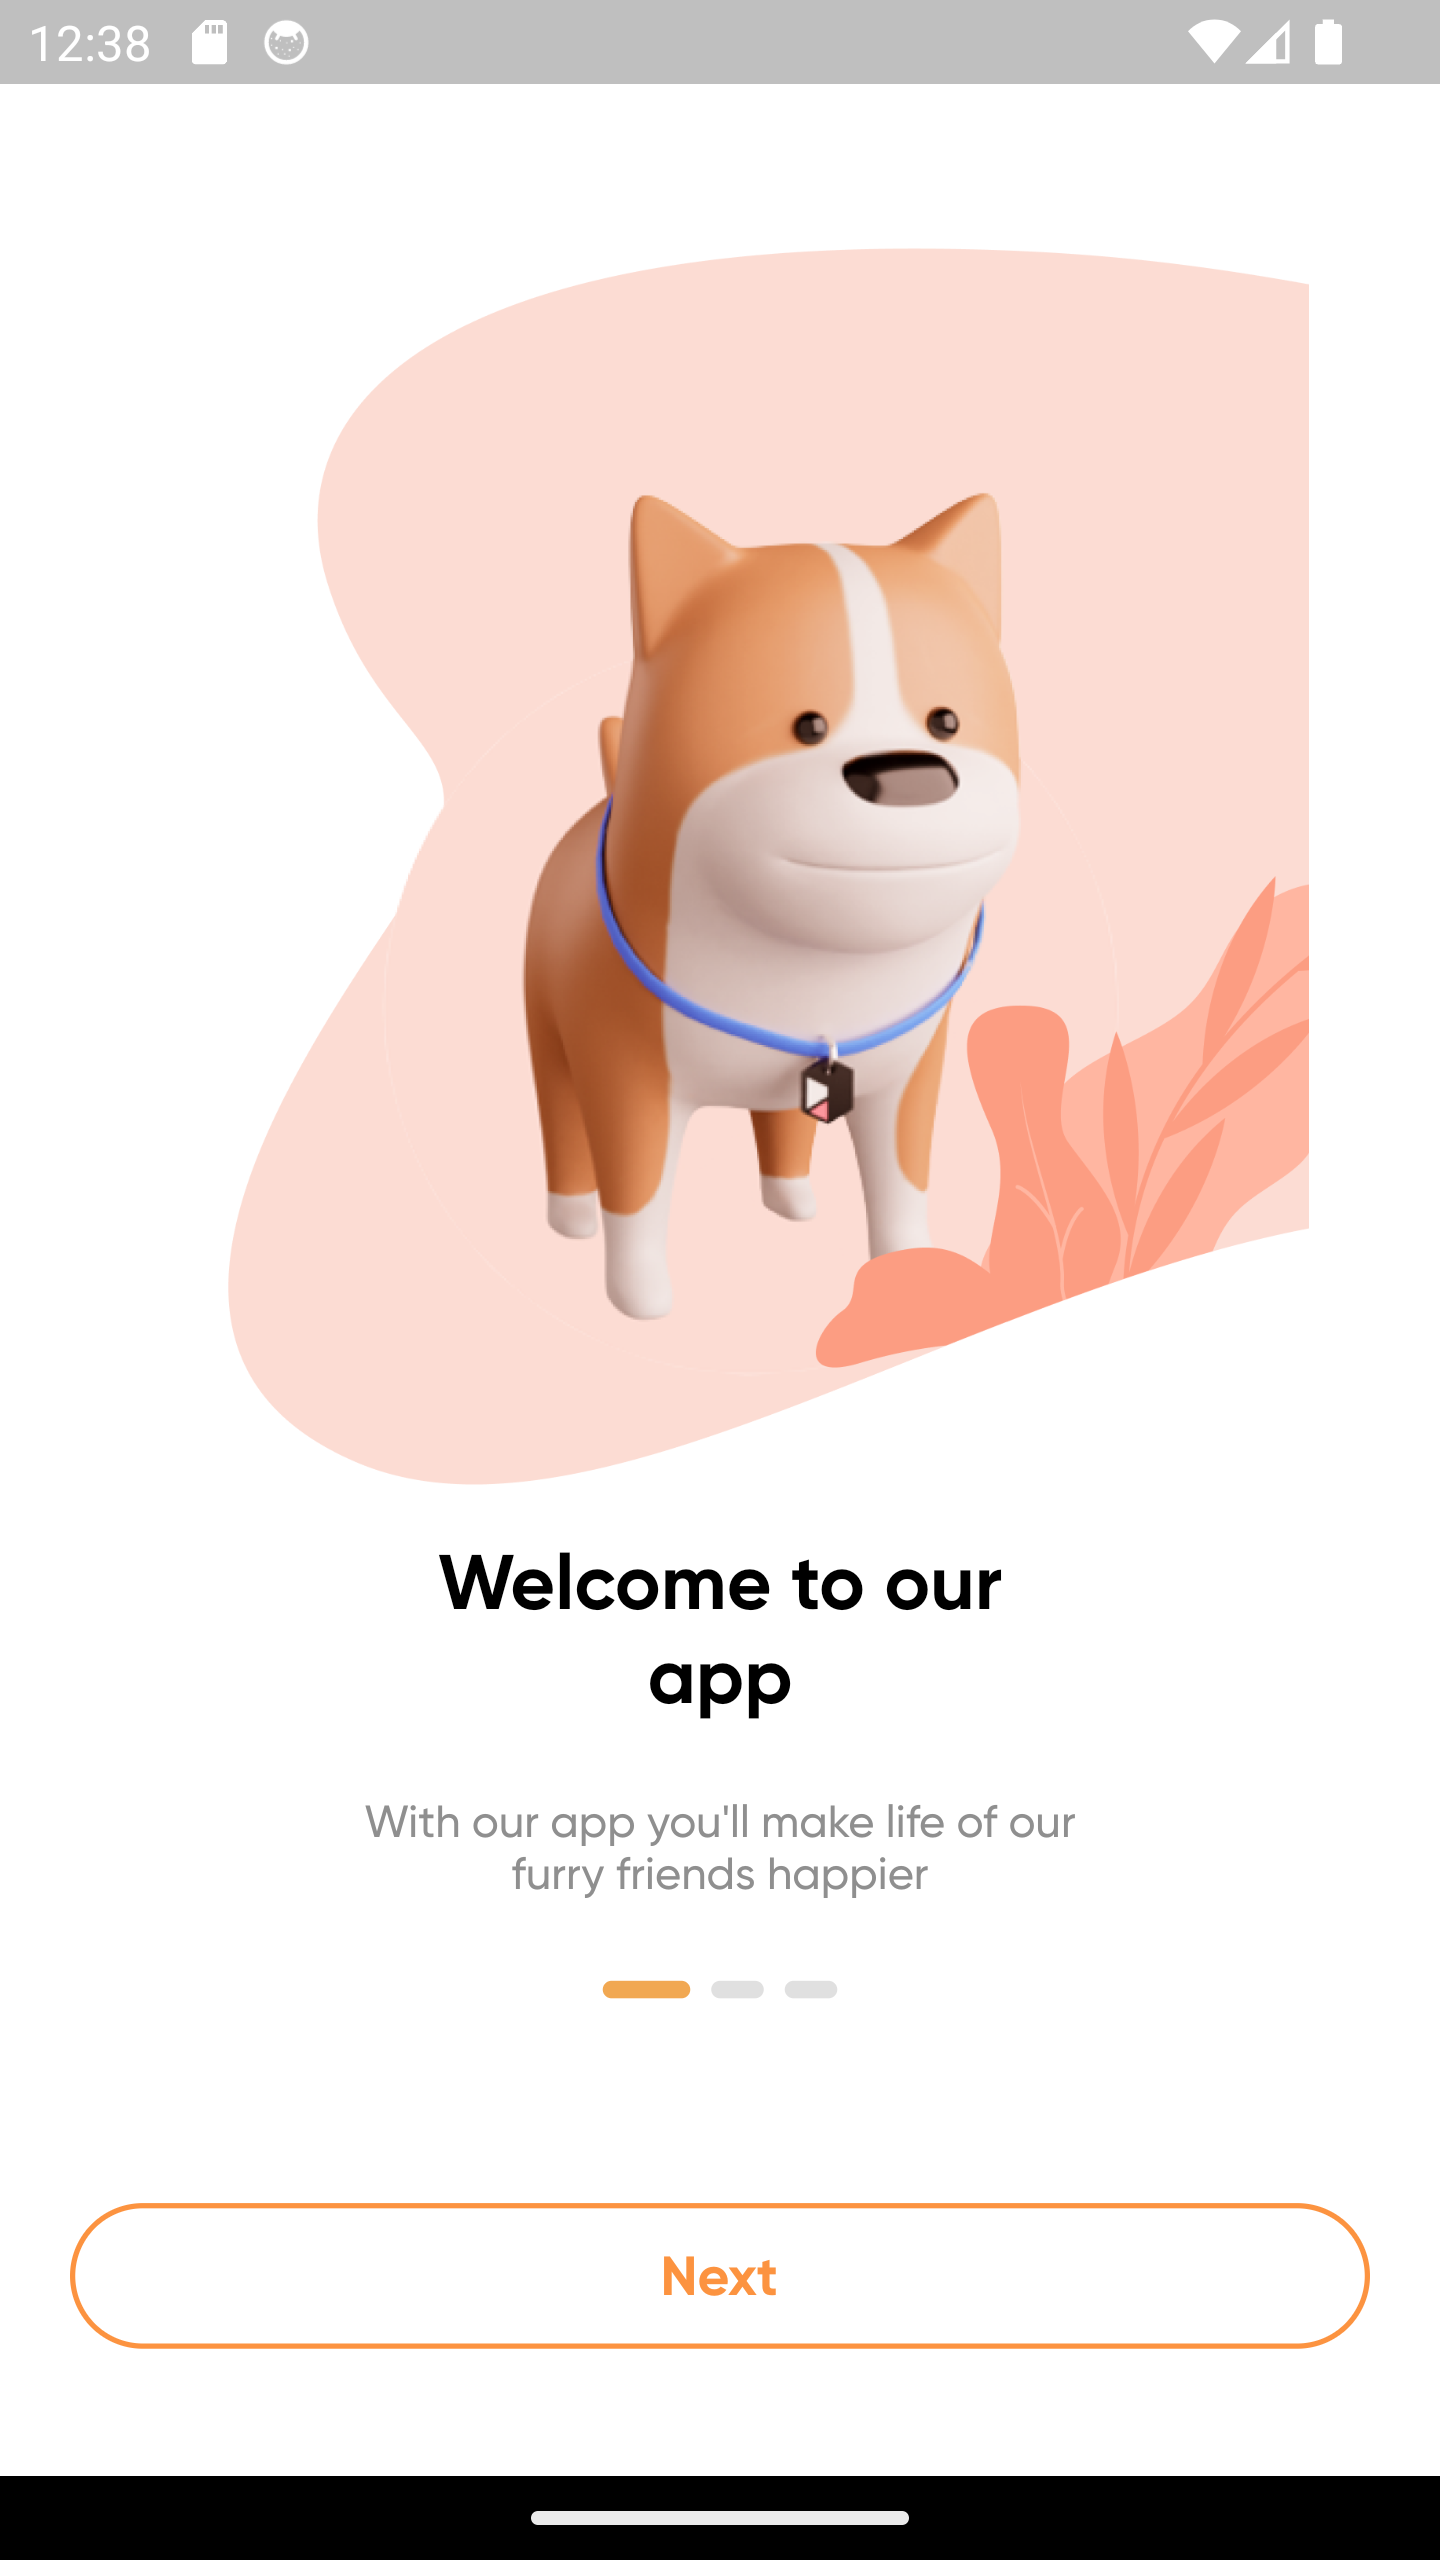 12:38
Welcome to our
app
With our app you'll make life of our
furry friends happier
Next